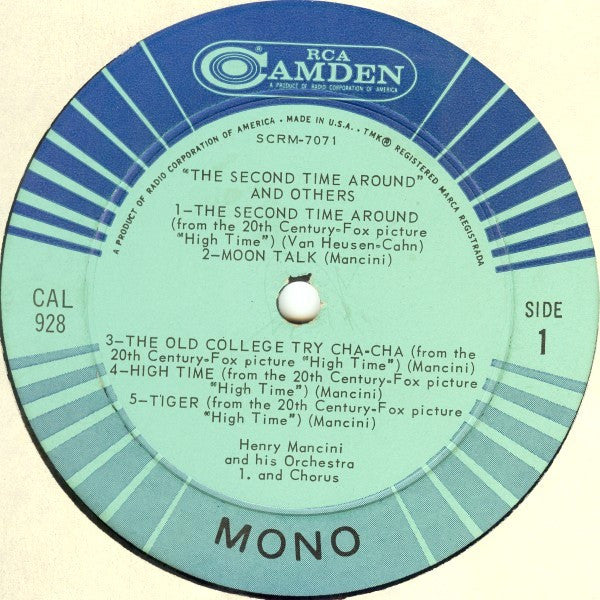 RCA
CAMDEN
A PRODUCT OF RADIO CORPORATION OF AMERICA
A PRODUCT OF RADIO CORPORATION OF AMERICA • MADE IN U.S.A. • TMK® REGISTERED MARCA REGISTRADA
SCRM-7071
"THE SECOND TIME AROUND"
AND OTHERS
1—THE SECOND TIME AROUND
(from the 20th Century-Fox picture
"High Time") (Van Heusen-Cahn)
2—MOON TALK (Mancini)
CAL
928
SIDE
1
3—THE OLD COLLEGE TRY CHA-CHA (from the
20th Century-Fox picture "High Time") (Mancini)
4—HIGH TIME (from the 20th Century-Fox picture
"High Time") (Mancini)
5—TIGER (from the 20th Century-Fox picture
"High Time") (Mancini)
Henry Mancini
and his Orchestra
1. and Chorus
MONO